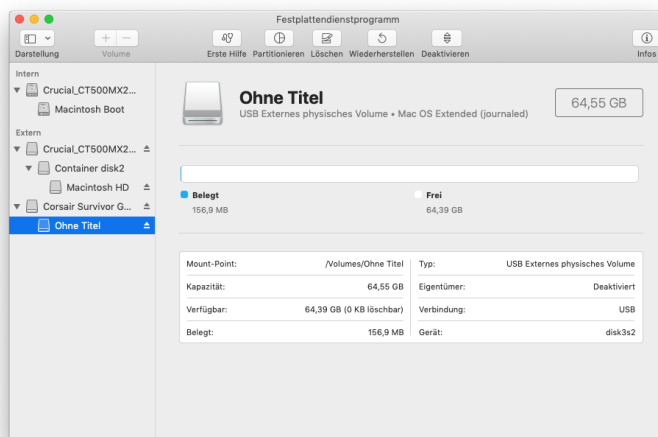 Festplattendienstprogramm
Darstellung Volume Erste Hilfe Partitionieren Löschen Wiederherstellen Deaktivieren Infos
Intern
Crucial_CT500MX2...
Macintosh Boot
Extern
Crucial_CT500MX2...
Container disk2
Macintosh HD
Corsair Survivor G...
Ohne Titel
Ohne Titel
USB Externes physisches Volume • Mac OS Extended (journaled)
64,55 GB
Belegt
156,9 MB
Frei
64,39 GB
Mount-Point: /Volumes/Ohne Titel
Kapazität: 64,55 GB
Verfügbar: 64,39 GB (0 KB löschbar)
Belegt: 156,9 MB
Typ: USB Externes physisches Volume
Eigentümer: Deaktiviert
Verbindung: USB
Gerät: disk3s2